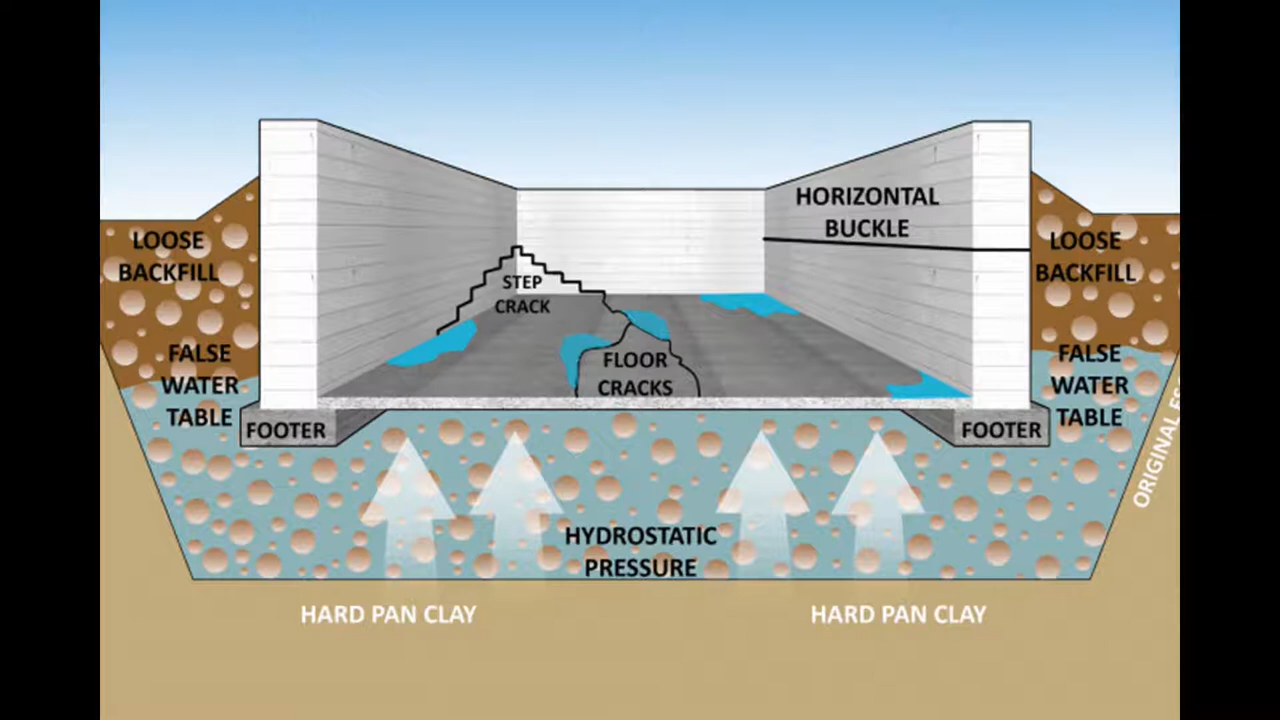 HORIZONTAL
BUCKLE
LOOSE
BACKFILL
LOOSE
BACKFILL
STEP
CRACK
FALSE
WATER
TABLE
FLOOR
CRACKS
FALSE
WATER
TABLE
FOOTER
FOOTER
ORIGINAL
HYDROSTATIC
PRESSURE
HARD PAN CLAY
HARD PAN CLAY